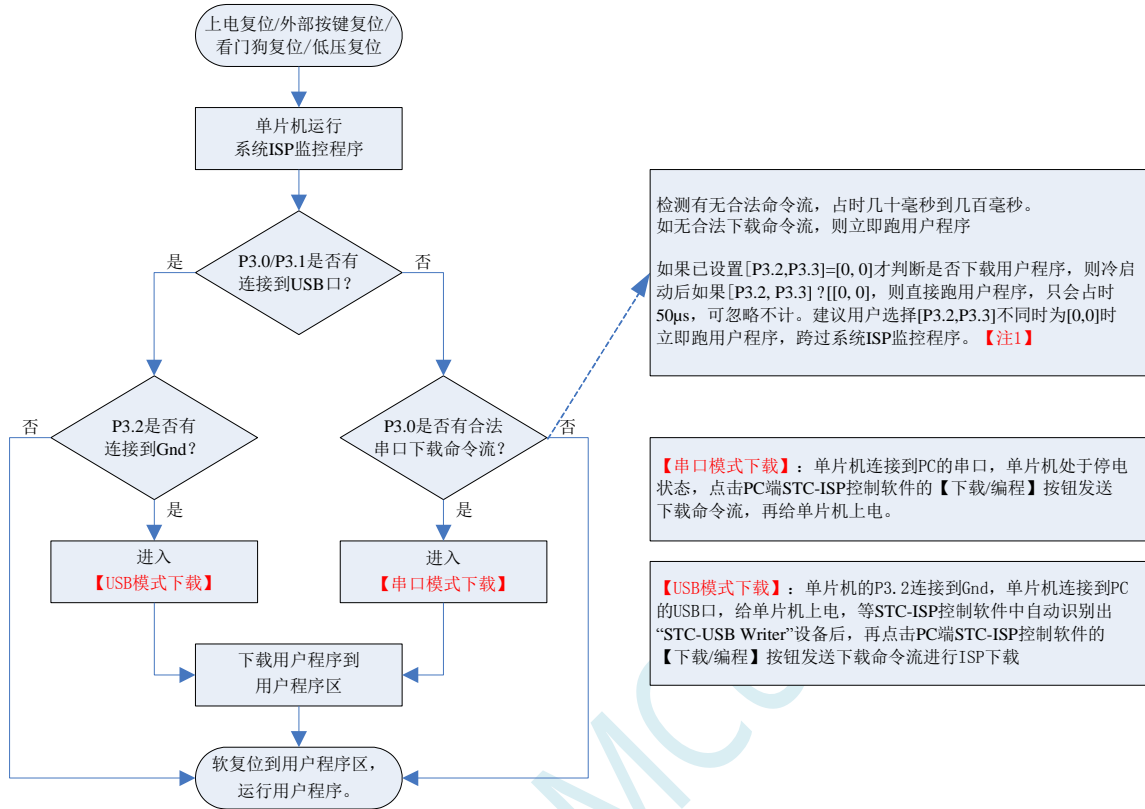 上电复位/外部按键复位/
看门狗复位/低压复位
单片机运行
系统ISP监控程序
P3.0/P3.1是否有
连接到USB口？
是
否
P3.2是否有
连接到Gnd？
否
是
P3.0是否有合法
串口下载命令流？
否
是
进入
【USB模式下载】
进入
【串口模式下载】
下载用户程序到
用户程序区
软复位到用户程序区，
运行用户程序。
检测有无合法命令流，占时几十毫秒到几百毫秒。
如无合法下载命令流，则立即跑用户程序
如果已设置[P3.2,P3.3]=[0, 0]才判断是否下载用户程序，则冷启
动后如果[P3.2, P3.3] ?[[0, 0]，则直接跑用户程序，只会占时
50μs，可忽略不计。建议用户选择[P3.2,P3.3]不同时为[0,0]时
立即跑用户程序，跨过系统ISP监控程序。【注1】
【串口模式下载】：单片机连接到PC的串口，单片机处于停电
状态，点击PC端STC-ISP控制软件的【下载/编程】按钮发送
下载命令流，再给单片机上电。
【USB模式下载】：单片机的P3.2连接到Gnd，单片机连接到PC
的USB口，给单片机上电，等STC-ISP控制软件中自动识别出
“STC-USB Writer”设备后，再点击PC端STC-ISP控制软件的
【下载/编程】按钮发送下载命令流进行ISP下载
MCU